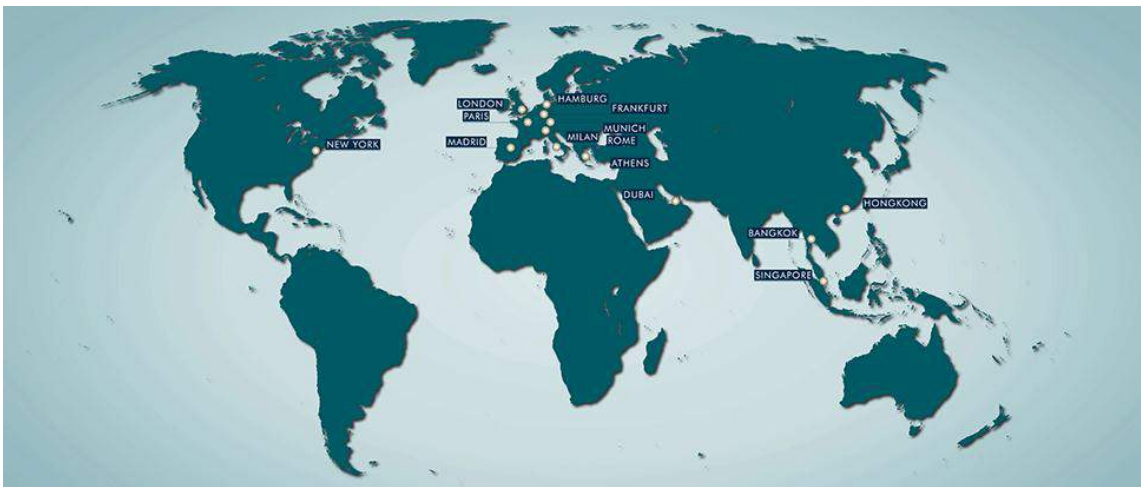 LONDON
HAMBURG
FRANKFURT
PARIS
MUNICH
MILAN
ROME
MADRID
NEW YORK
ATHENS
DUBAI
HONGKONG
BANGKOK
SINGAPORE